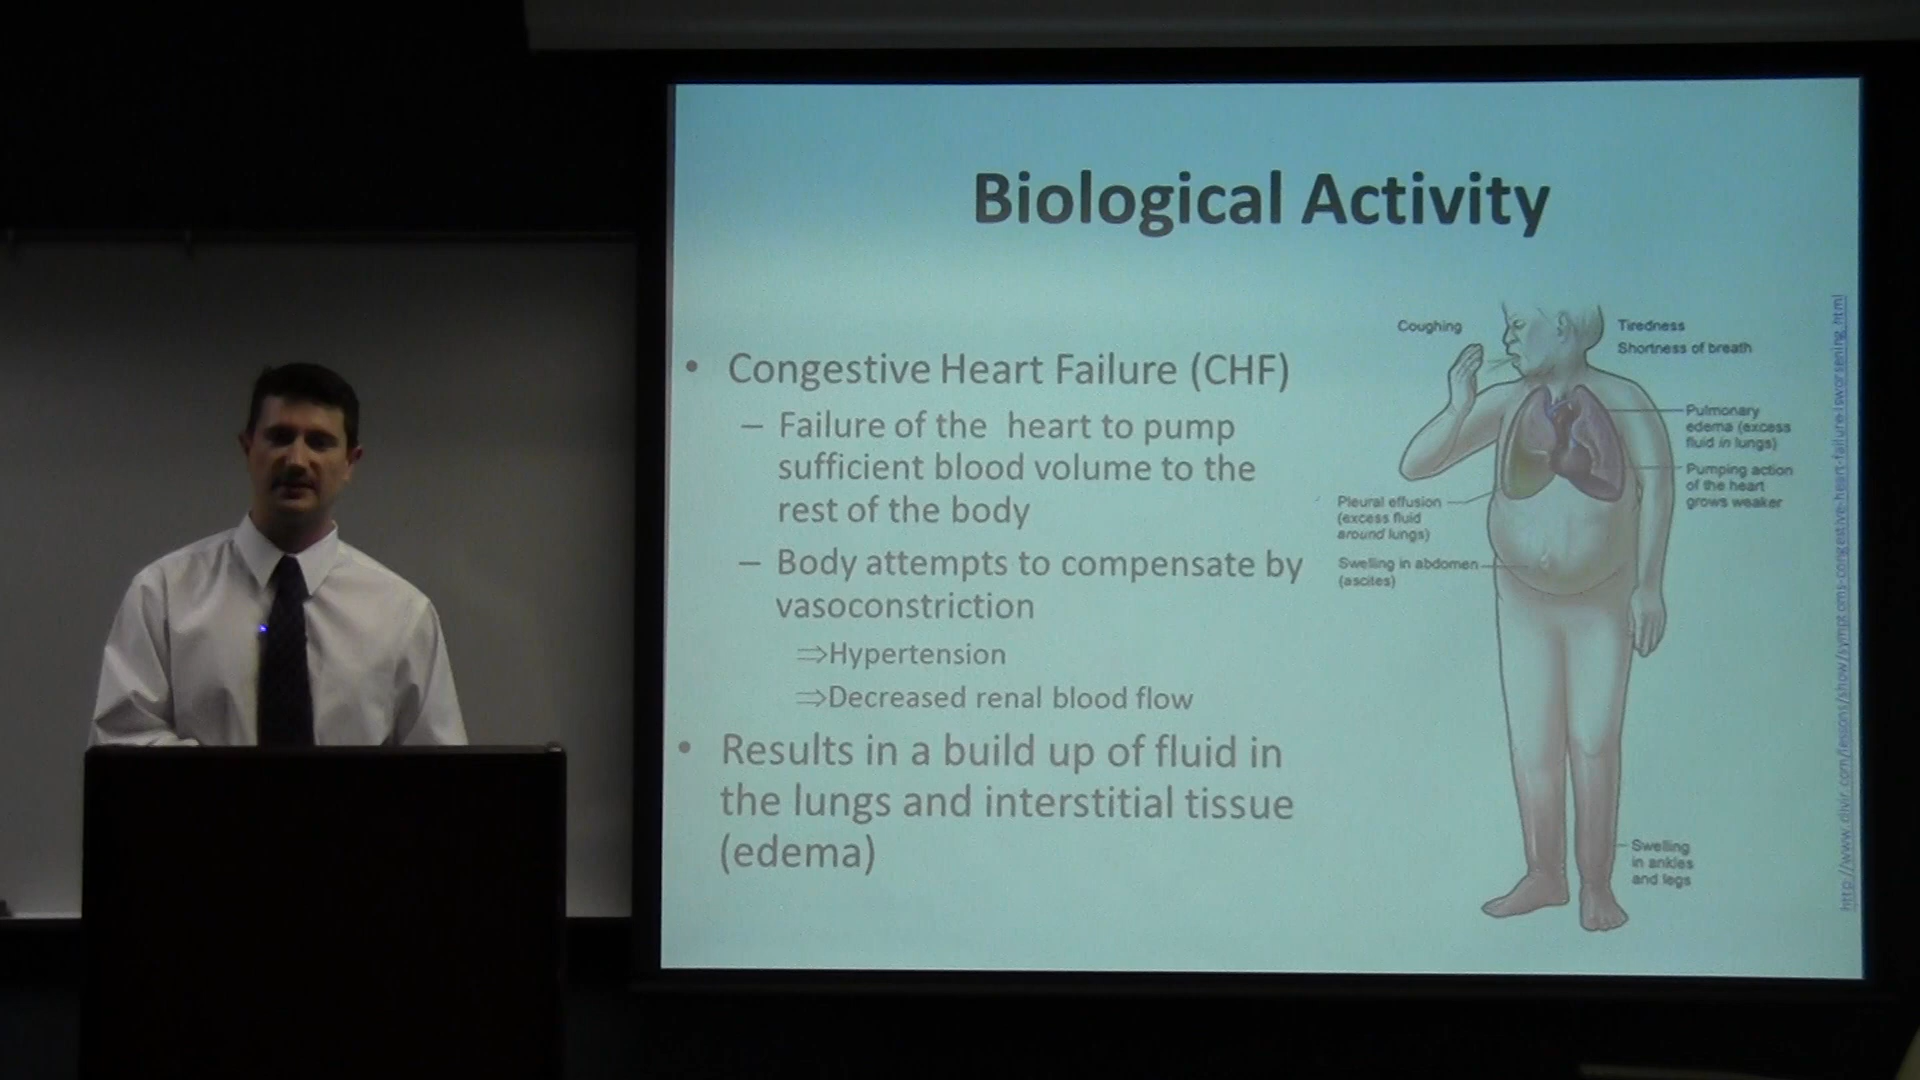 Biological Activity
• Congestive Heart Failure (CHF)
– Failure of the heart to pump
sufficient blood volume to the
rest of the body
– Body attempts to compensate by
vasoconstriction
⇒Hypertension
⇒Decreased renal blood flow
• Results in a build up of fluid in
the lungs and interstitial tissue
(edema)
Coughing
Tiredness
Shortness of breath
Pulmonary
edema (excess
fluid in lungs)
Pumping action
of the heart
grows weaker
Pleural effusion
(excess fluid
around lungs)
Swelling in abdomen
(ascites)
Swelling
in ankles
and legs